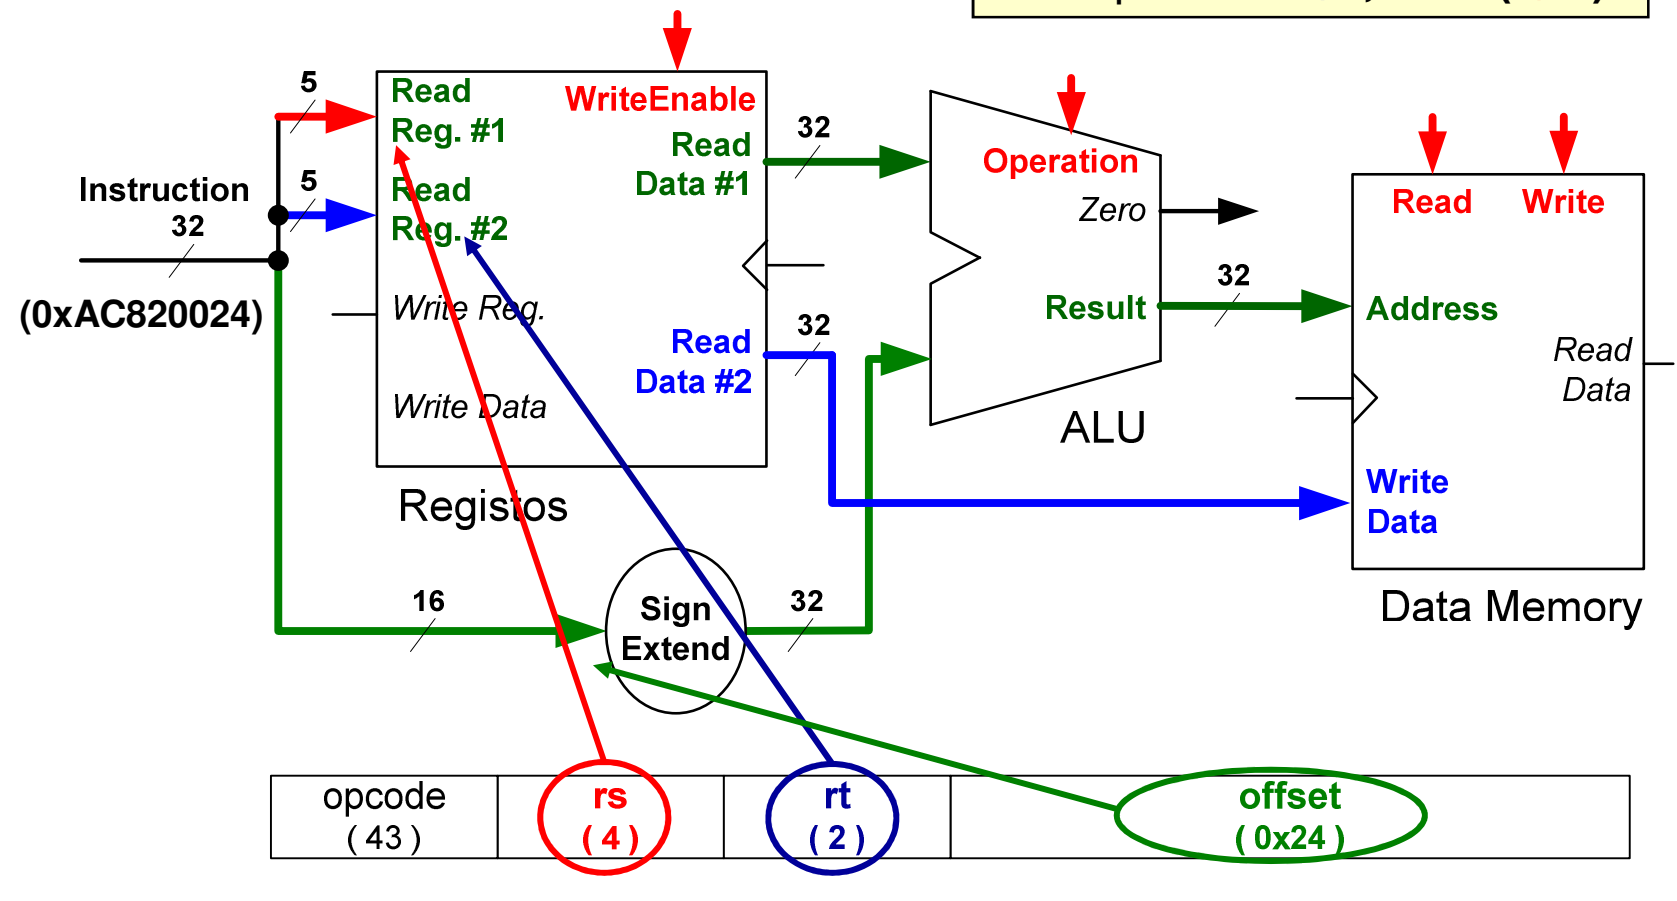 5
Read
Reg. #1
WriteEnable
Read
Data #1
32
Operation
Zero
Instruction
32
5
Read
Reg. #2
(0xAC820024)
Write Reg.
Write Data
Read
Data #2
32
Result
32
ALU
Read Write
Address
Read
Data
Write
Data
Registos
Data Memory
16
Sign
Extend
32
opcode
( 43 )
rs
( 4 )
rt
( 2 )
offset
( 0x24 )